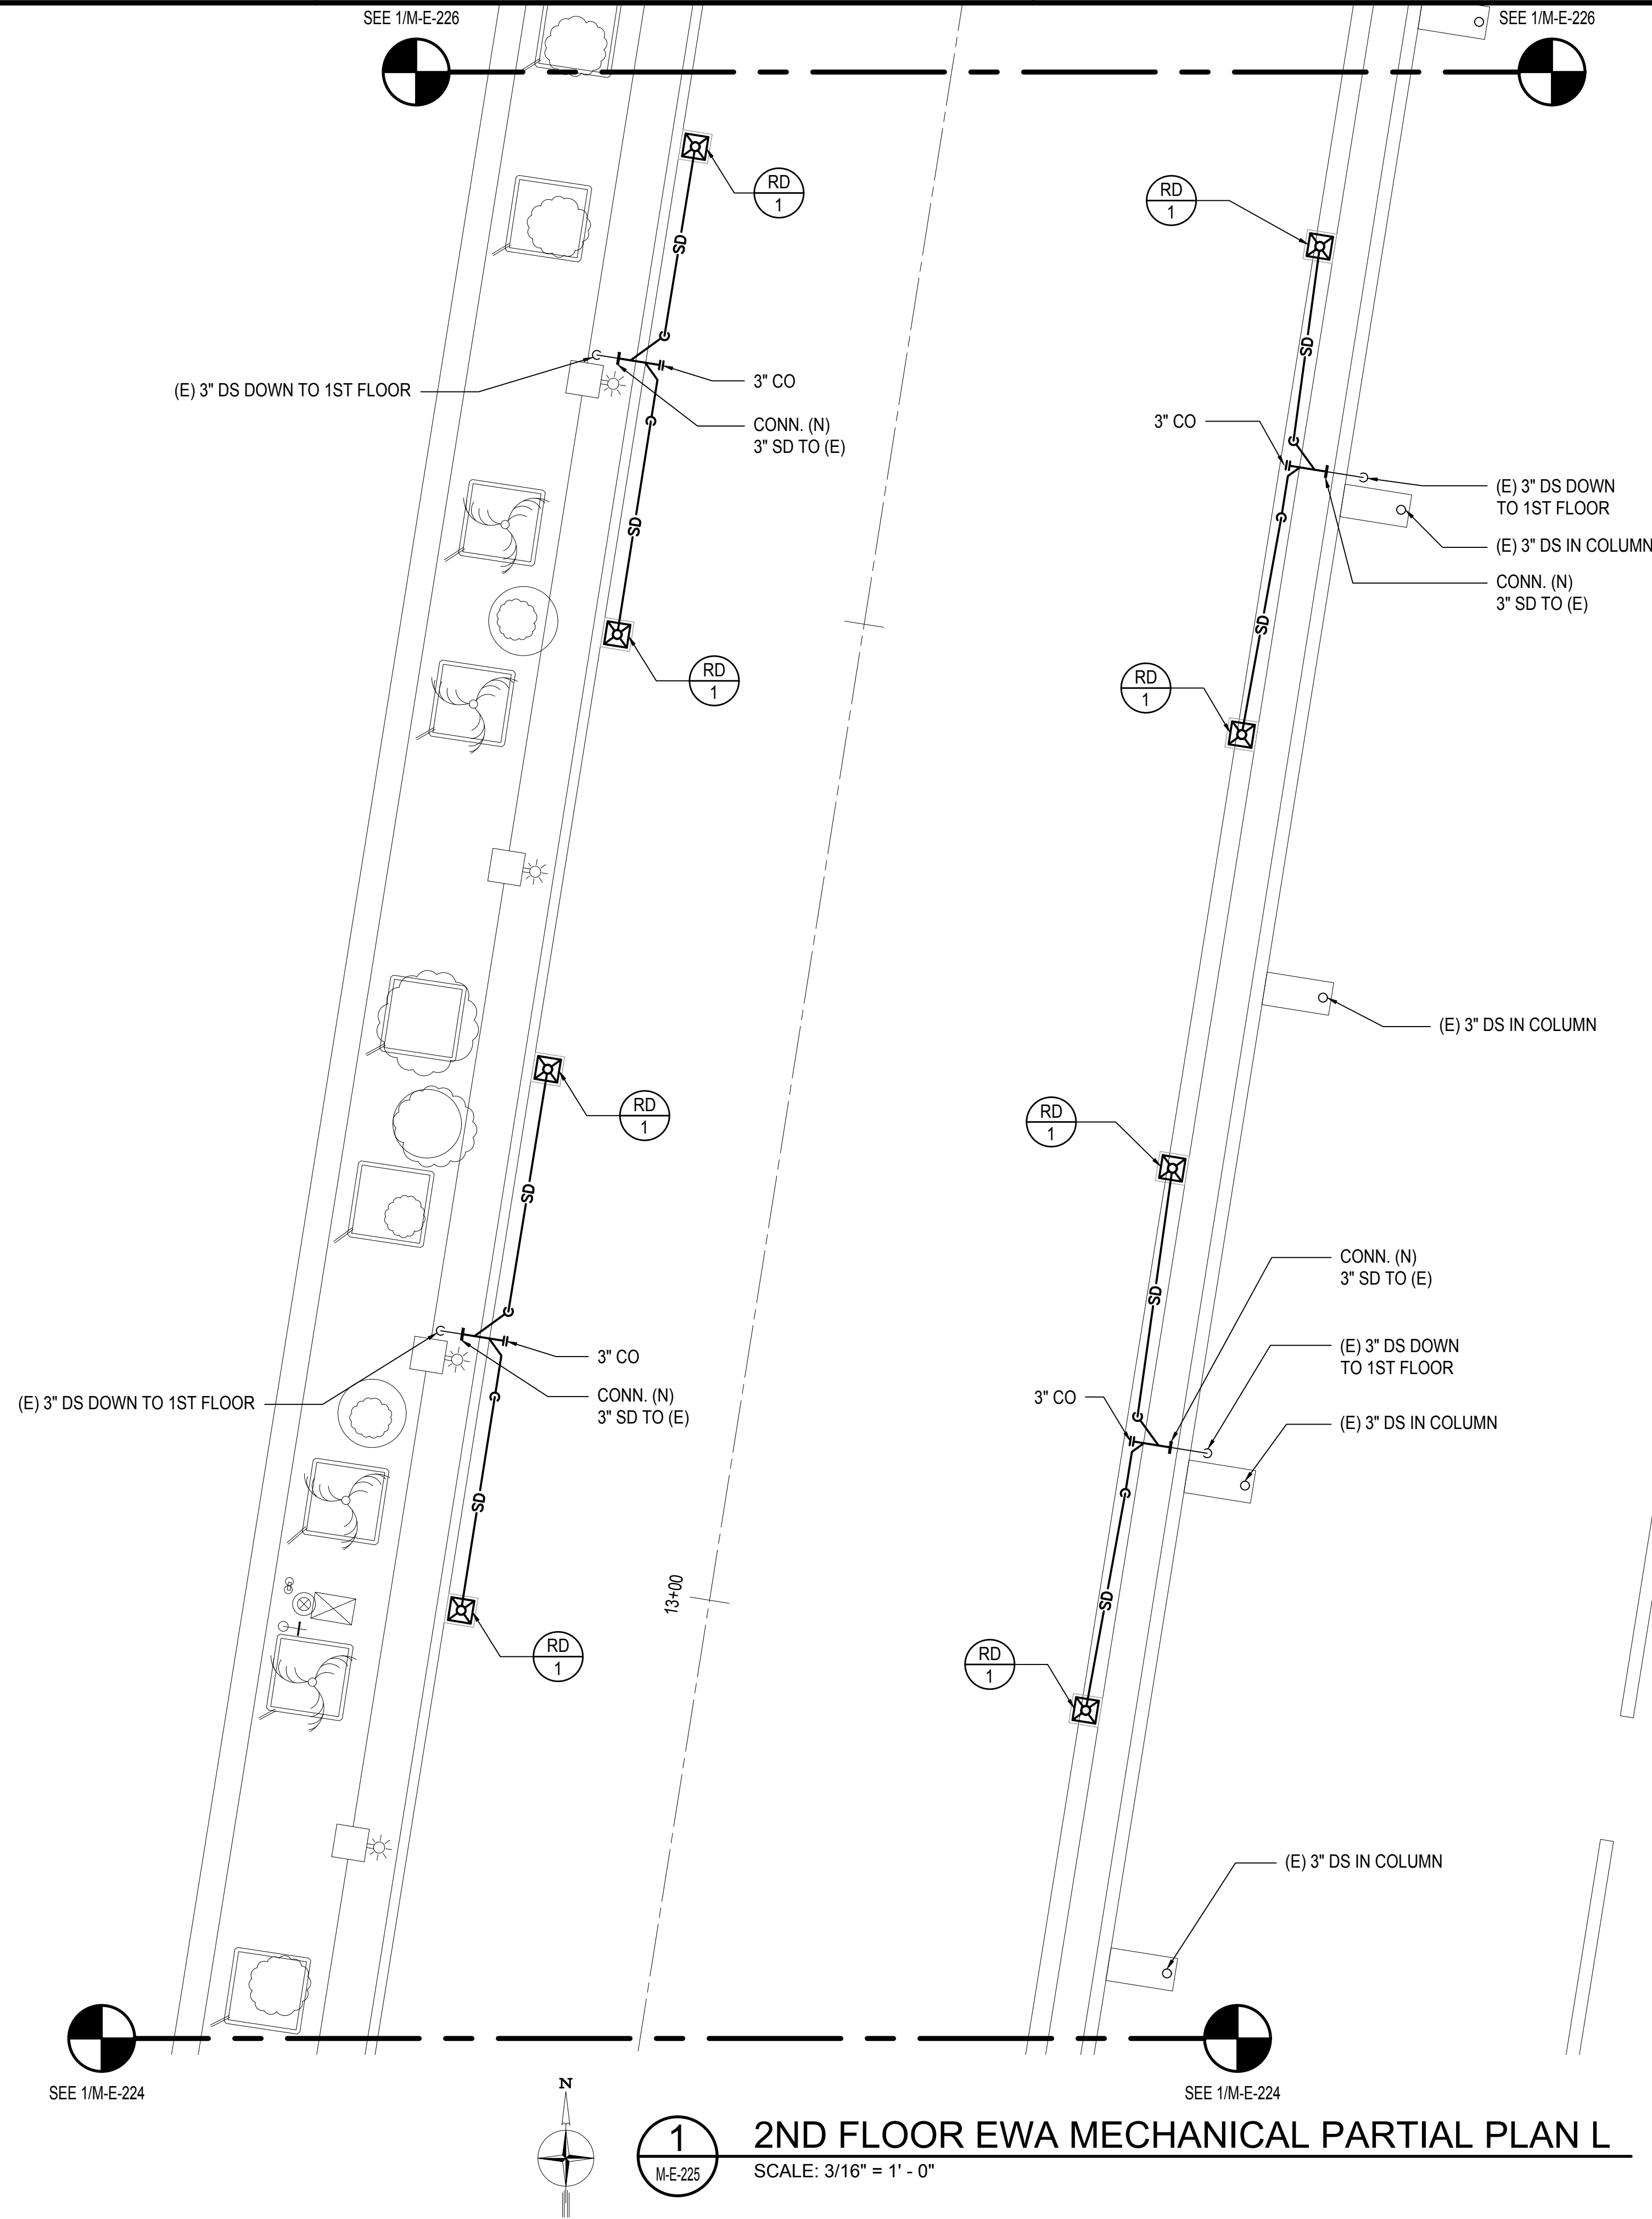 SEE 1/M-E-226
SEE 1/M-E-226
RD
1
RD
1
SD
SD
(E) 3" DS DOWN TO 1ST FLOOR
3" CO
CONN. (N)
3" SD TO (E)
3" CO
(E) 3" DS DOWN
TO 1ST FLOOR
(E) 3" DS IN COLUMN
CONN. (N)
3" SD TO (E)
SD
SD
RD
1
RD
1
(E) 3" DS IN COLUMN
RD
1
RD
1
SD
SD
CONN. (N)
3" SD TO (E)
(E) 3" DS DOWN
TO 1ST FLOOR
3" CO
CONN. (N)
3" SD TO (E)
(E) 3" DS DOWN TO 1ST FLOOR
3" CO
(E) 3" DS IN COLUMN
SD
SD
13+00
RD
1
RD
1
(E) 3" DS IN COLUMN
SEE 1/M-E-224
SEE 1/M-E-224
N
1
M-E-225
2ND FLOOR EWA MECHANICAL PARTIAL PLAN L
SCALE: 3/16" = 1' - 0"